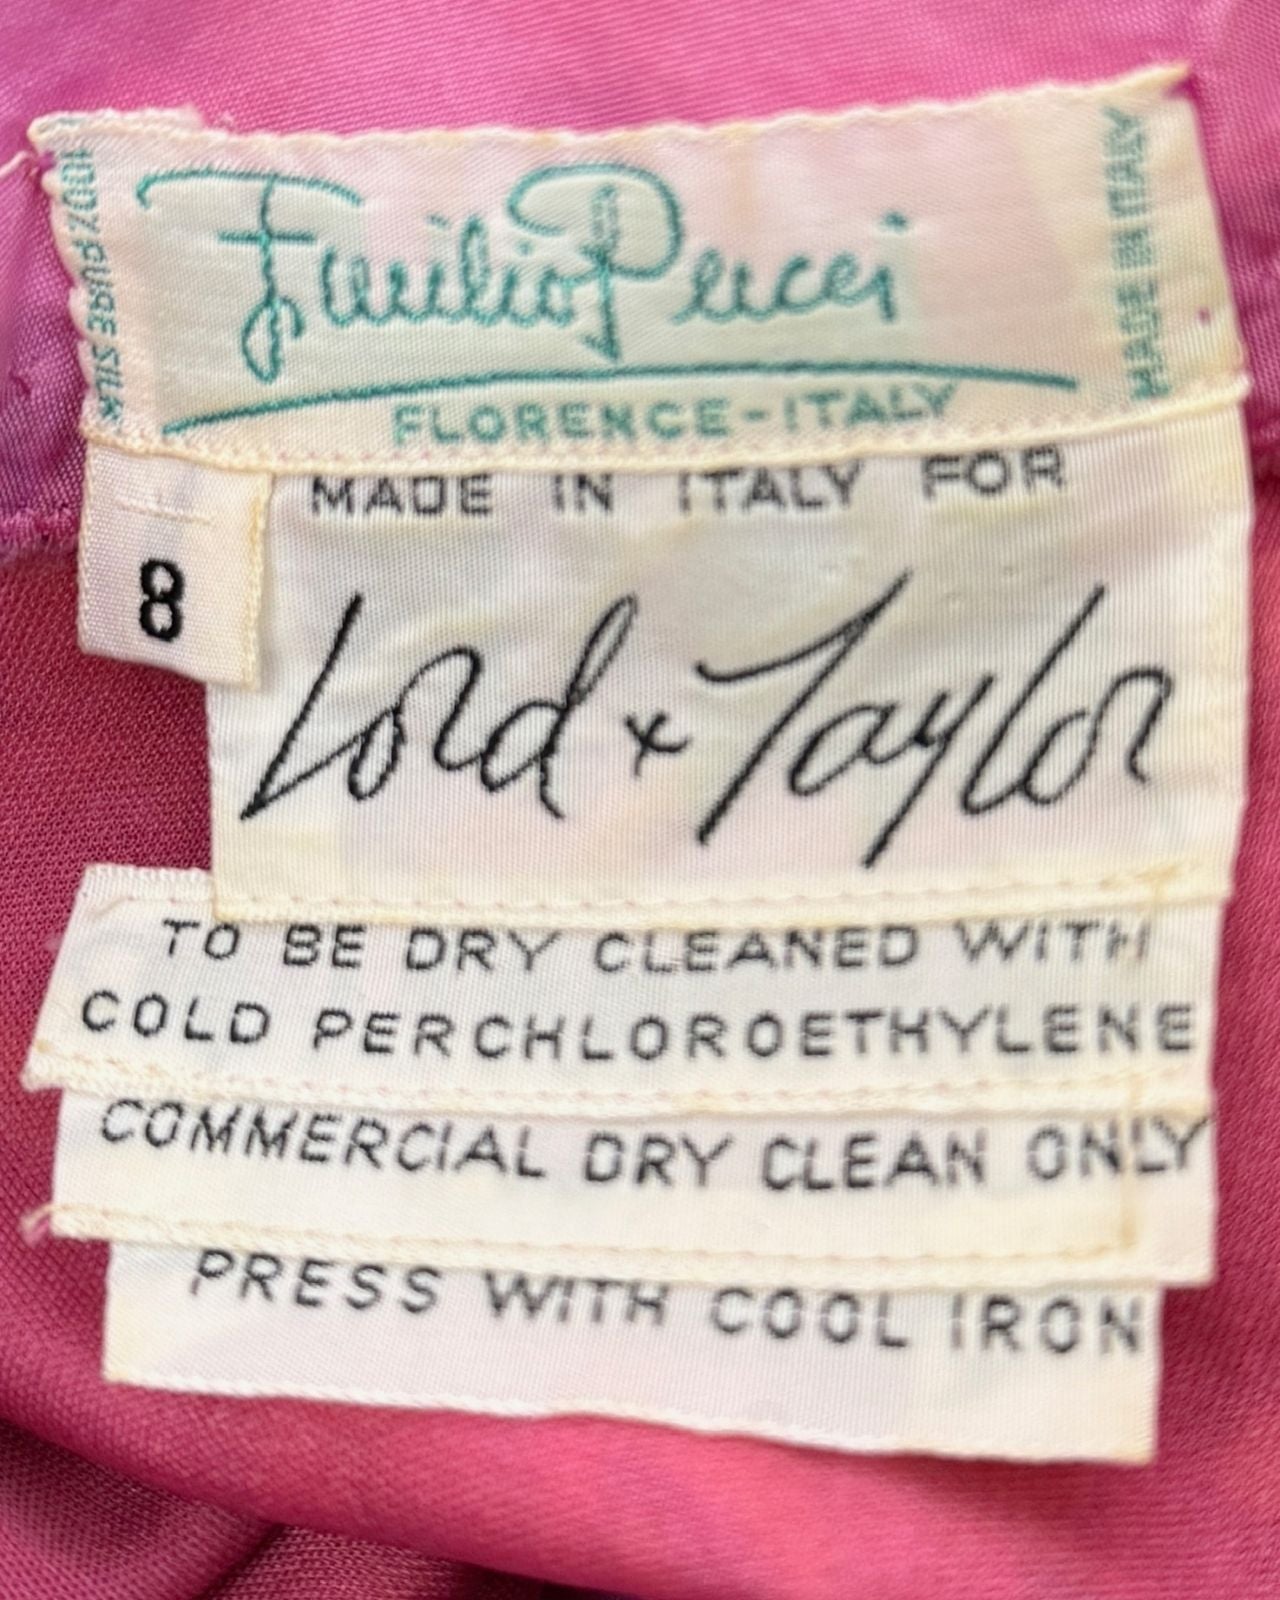 100% PURE SILK
Emilio Pucci
MADE IN ITALY
FLORENCE-ITALY
MADE IN ITALY FOR
8
Lord + Taylor
TO BE DRY CLEANED WITH
COLD PERCHLOROETHYLENE
COMMERCIAL DRY CLEAN ONLY
PRESS WITH COOL IRON